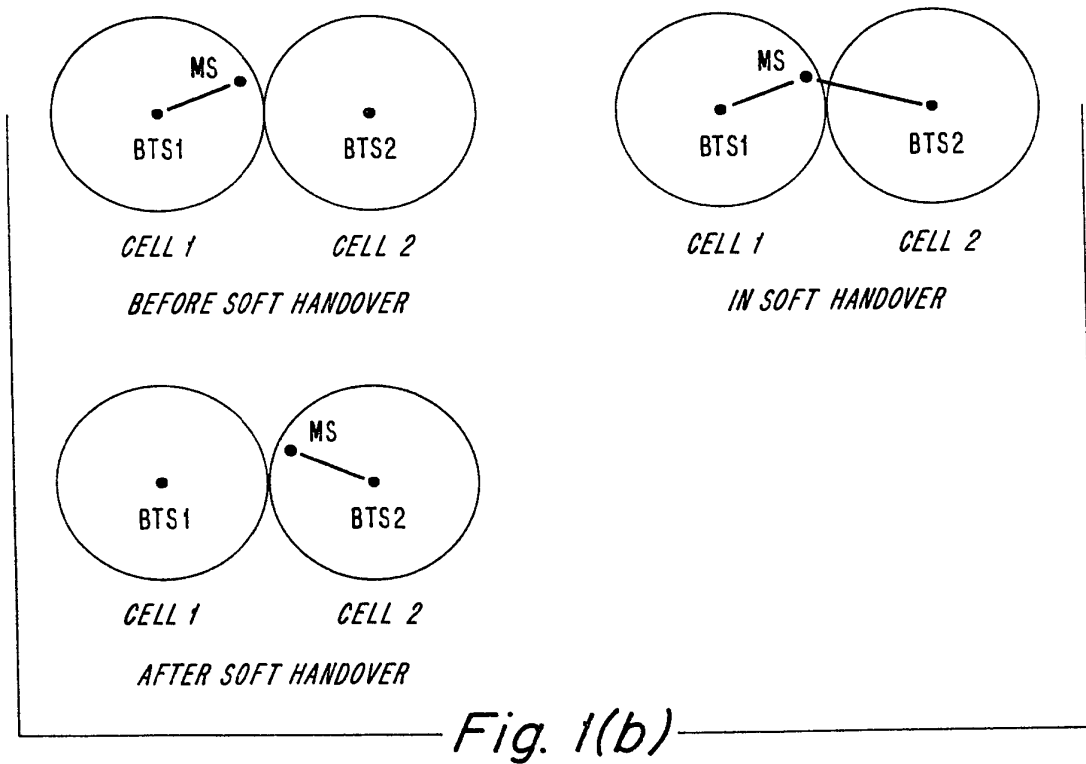 MS
BTS1
BTS2
CELL 1
CELL 2
BEFORE SOFT HANDOVER
MS
BTS1
BTS2
CELL 1
CELL 2
IN SOFT HANDOVER
MS
BTS1
BTS2
CELL 1
CELL 2
AFTER SOFT HANDOVER
Fig. 1(b)